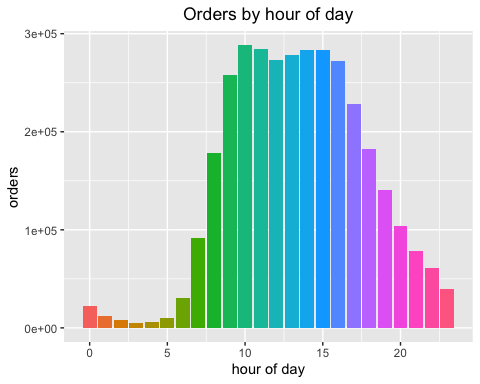 Orders by hour of day
3e+05
2e+05
1e+05
0e+00
orders
0 5 10 15 20
hour of day